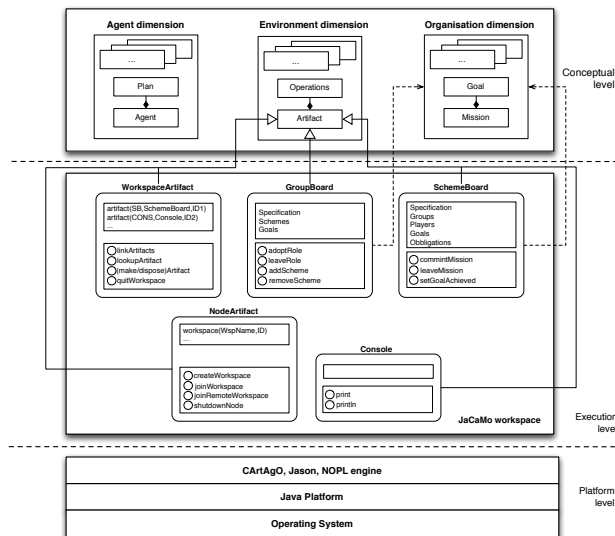 Agent dimension
Environment dimension
Organisation dimension
...
...
...
Plan
Operations
Goal
Agent
Artifact
Mission
Conceptual
level
WorkspaceArtifact
artifact(SB,SchemeBoard,ID1)
artifact(CONS,Console,ID2)
...
linkArtifacts
lookupArtifact
(make/dispose)Artifact
quitWorkspace
GroupBoard
Specification
Schemes
Goals
adoptRole
leaveRole
addScheme
removeScheme
SchemeBoard
Specification
Groups
Players
Goals
Obbligations
commintMission
leaveMission
setGoalAchieved
NodeArtifact
workspace(WspName,ID)
...
createWorkspace
joinWorkspace
joinRemoteWorkspace
shutdownNode
Console
print
println
JaCaMo workspace
Execution
level
CArtAgO, Jason, NOPL engine
Java Platform
Operating System
Platform
level